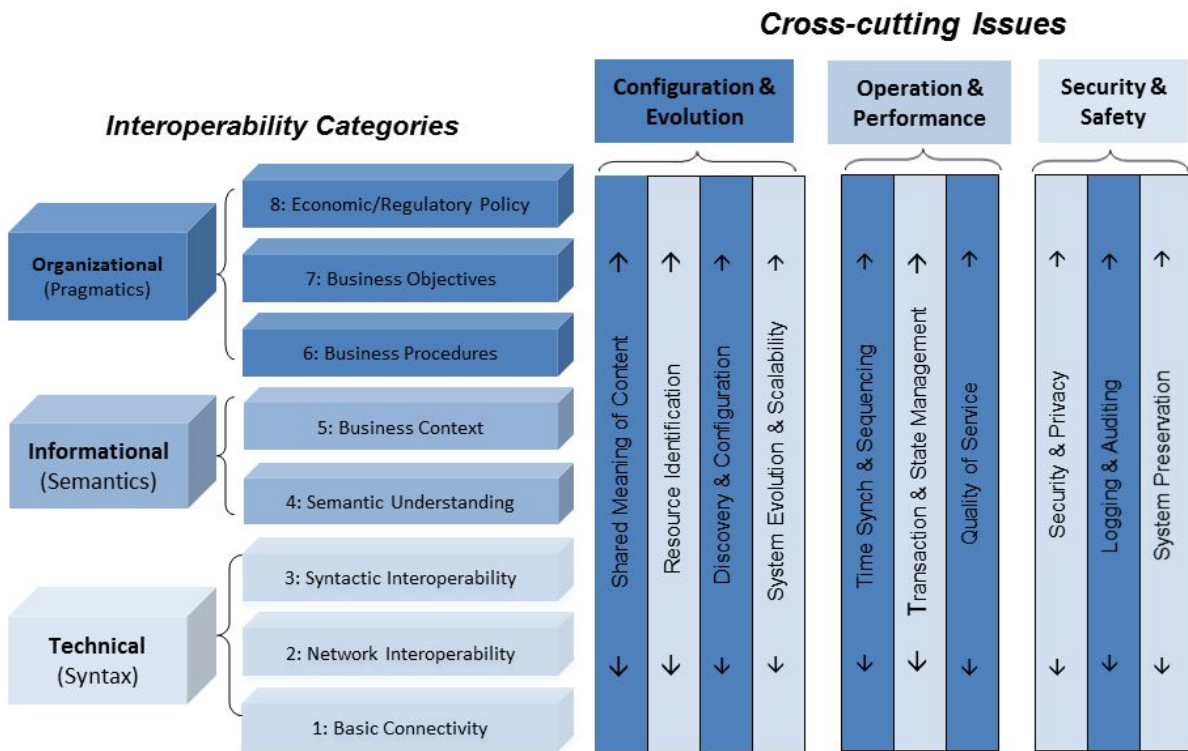 Cross-cutting Issues
Interoperability Categories
Configuration &
Evolution
Operation &
Performance
Security &
Safety
Organizational
(Pragmatics)
8: Economic/Regulatory Policy
7: Business Objectives
6: Business Procedures
Informational
(Semantics)
5: Business Context
4: Semantic Understanding
Technical
(Syntax)
3: Syntactic Interoperability
2: Network Interoperability
1: Basic Connectivity
Shared Meaning of Content
Resource Identification
Discovery & Configuration
System Evolution & Scalability
Time Synch & Sequencing
Transaction & State Management
Quality of Service
Security & Privacy
Logging & Auditing
System Preservation